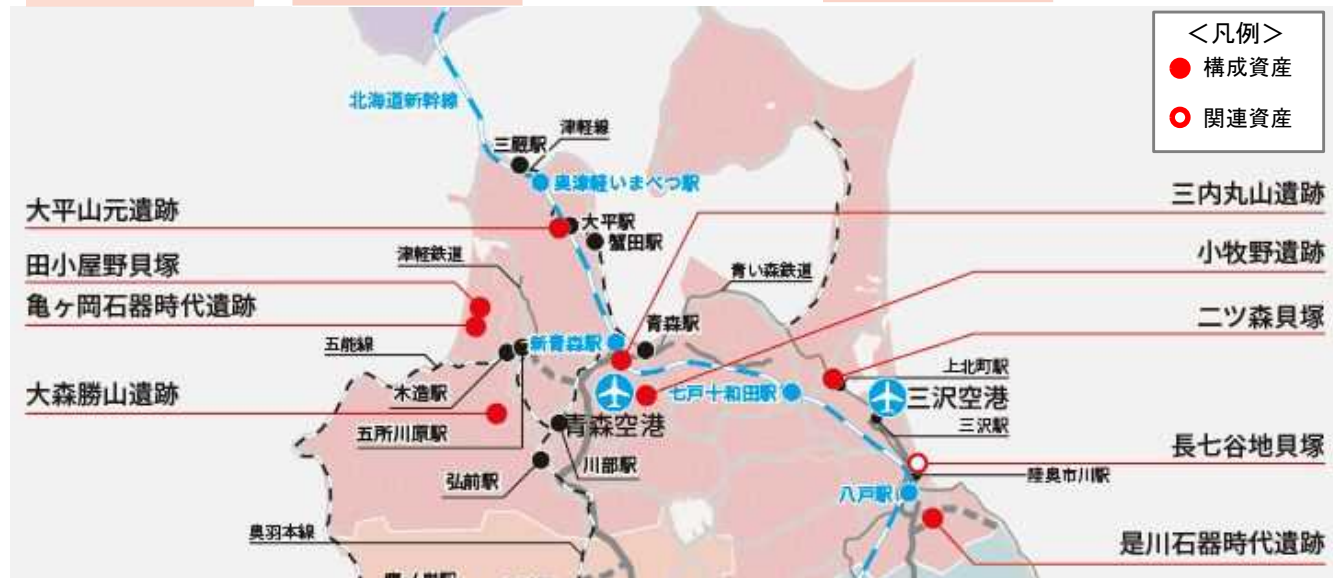 ＜凡例＞
構成資産
関連資産
北海道新幹線
津軽線
三厩駅
奥津軽いまべつ駅
大平山元遺跡
大平駅
蟹田駅
三内丸山遺跡
田小屋野貝塚
津軽鉄道
青い森鉄道
小牧野遺跡
亀ヶ岡石器時代遺跡
五能線
新青森駅
青森駅
二ツ森貝塚
上北町駅
大森勝山遺跡
木造駅
七戸十和田駅
三沢空港
青森空港
三沢駅
五所川原駅
川部駅
長七谷地貝塚
陸奥市川駅
弘前駅
八戸駅
奥羽本線
是川石器時代遺跡